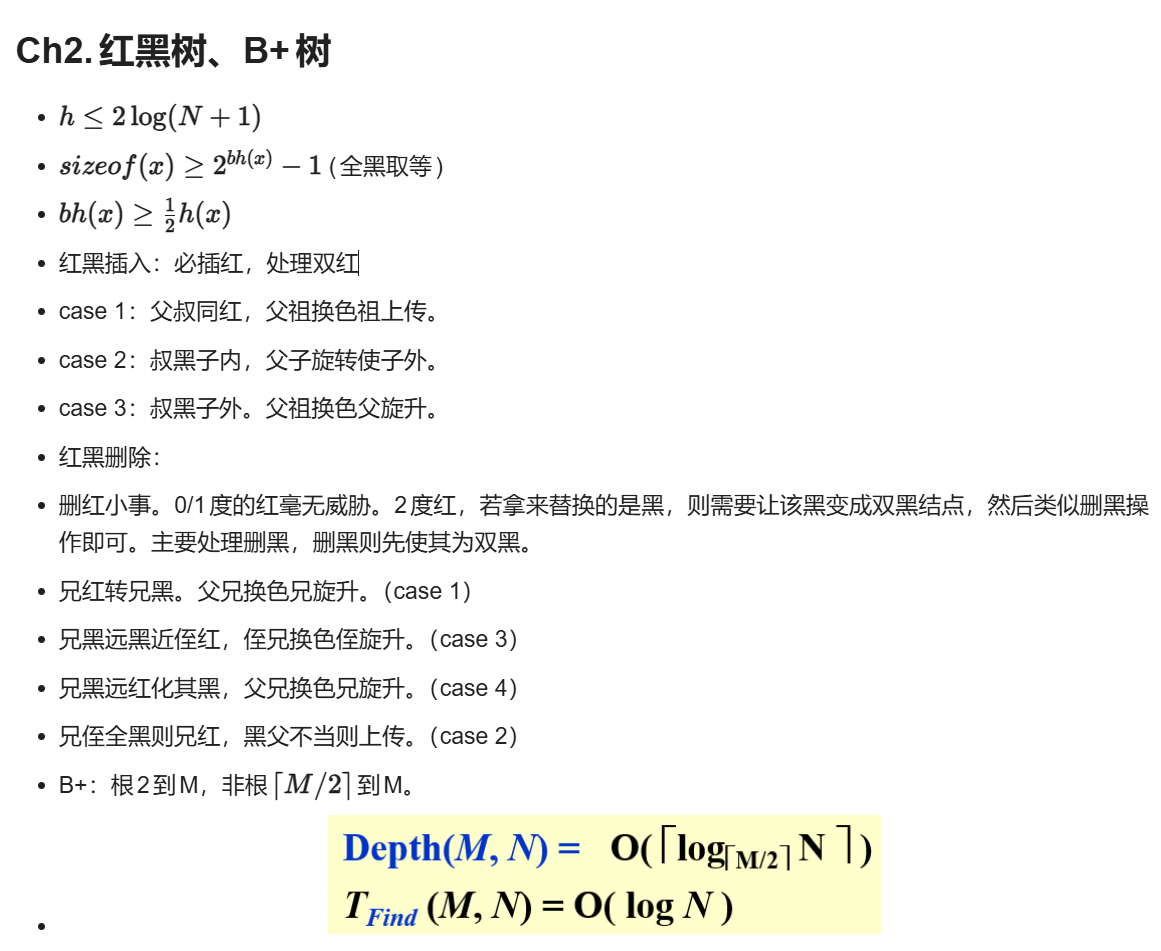 Ch2. 红黑树、B+ 树
h ≤ 2 log(N + 1)
sizeof(x) ≥ 2^{bh(x)} − 1 (全黑取等)
bh(x) ≥ \frac{1}{2}h(x)
红黑插入：必插红，处理双红
case 1：父叔同红，父祖换色祖上传。
case 2：叔黑子内，父子旋转使子外。
case 3：叔黑子外。父祖换色父旋升。
红黑删除：
删红小事。0/1 度的红毫无威胁。2 度红，若拿来替换的是黑，则需要让该黑变成双黑结点，然后类似删黑操
作即可。主要处理删黑，删黑则先使其为双黑。
兄红转兄黑。父兄换色兄旋升。（case 1）
兄黑远黑近侄红，侄兄换色侄旋升。（case 3）
兄黑远红化其黑，父兄换色兄旋升。（case 4）
兄侄全黑则兄红，黑父不当则上传。（case 2）
B+：根 2 到 M，非根 ⌈M/2⌉ 到 M。
Depth(M, N) = O(⌈log_{⌈M/2⌉} N⌉)
T_{Find} (M, N) = O( log N )